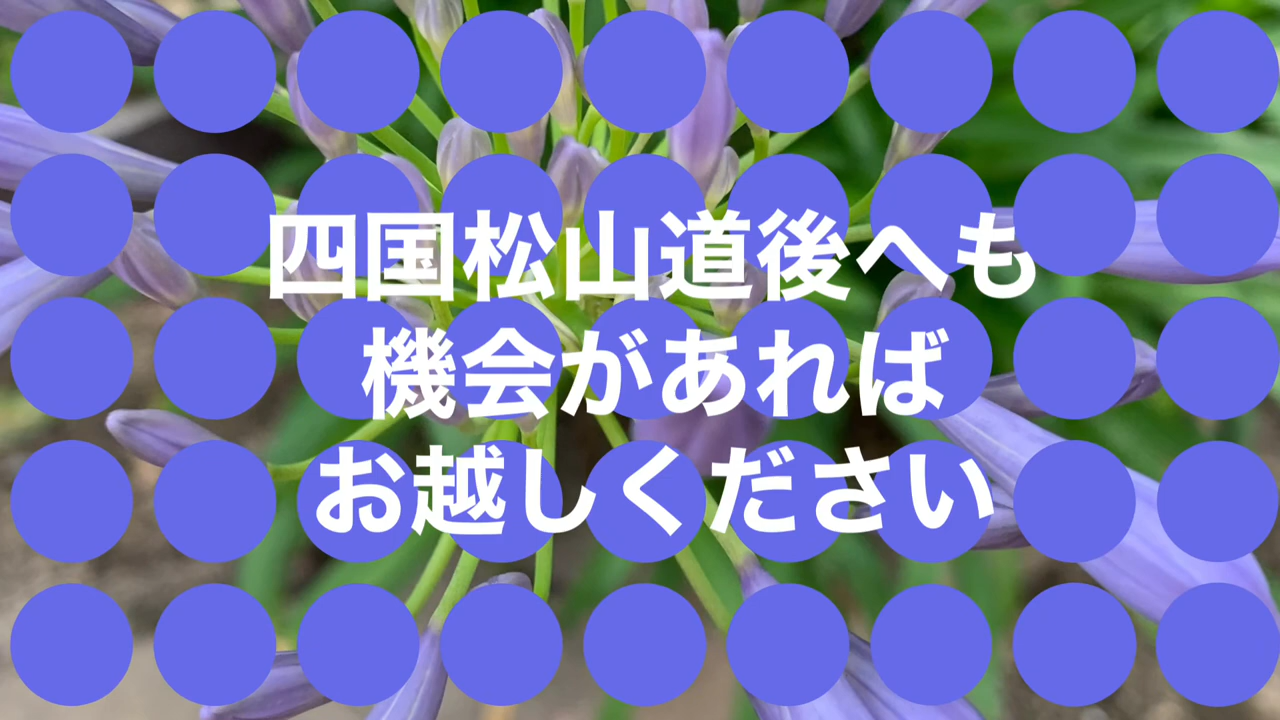 四国松山道後へも
機会があれば
お越しください